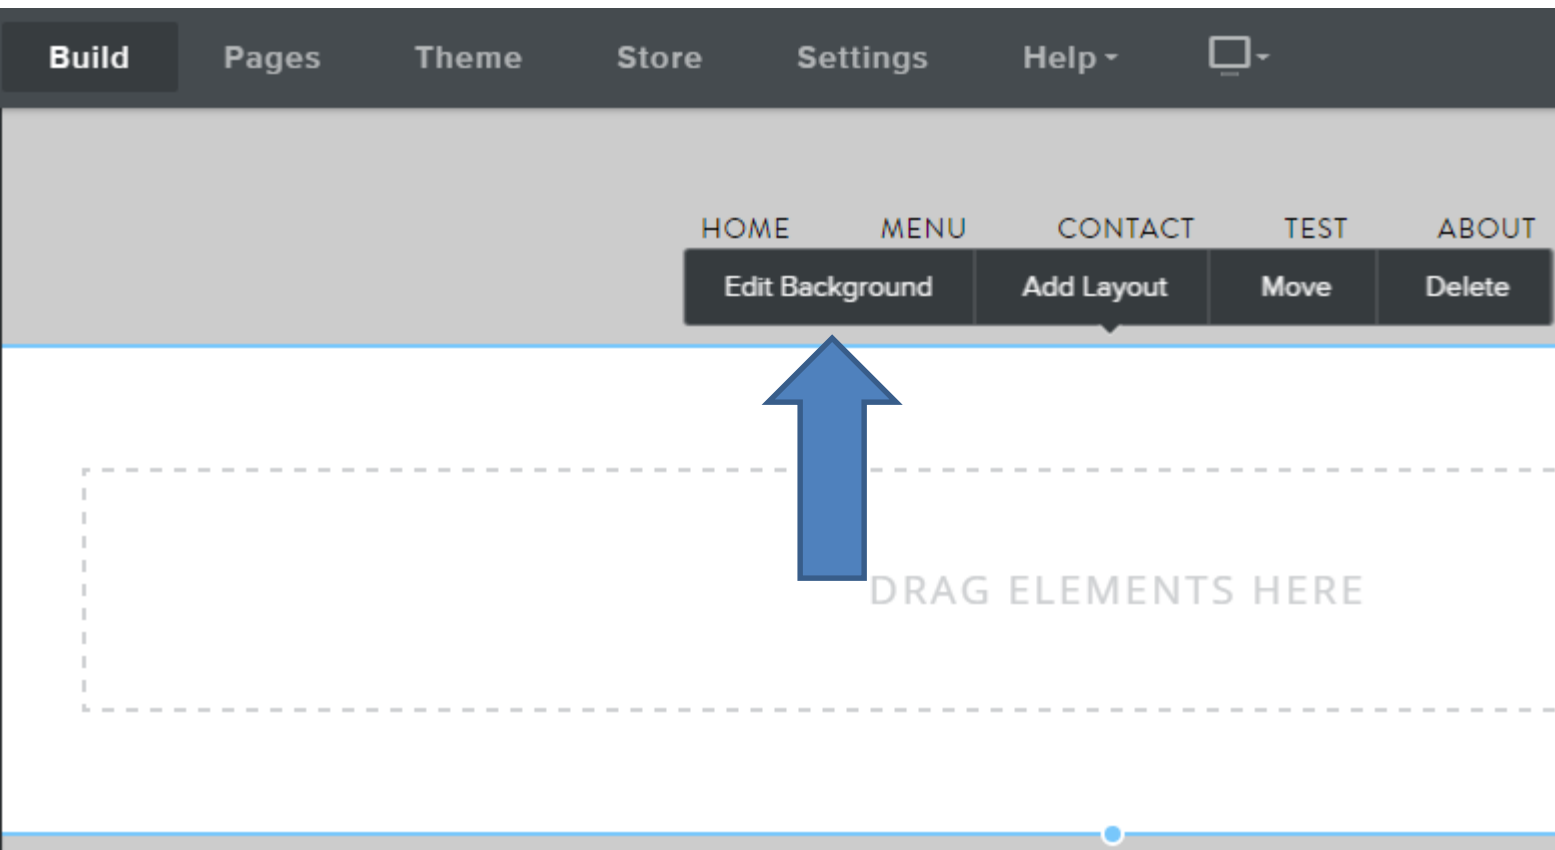 Build Pages Theme Store Settings Help
HOME MENU CONTACT TEST ABOUT
Edit Background Add Layout Move Delete
DRAG ELEMENTS HERE